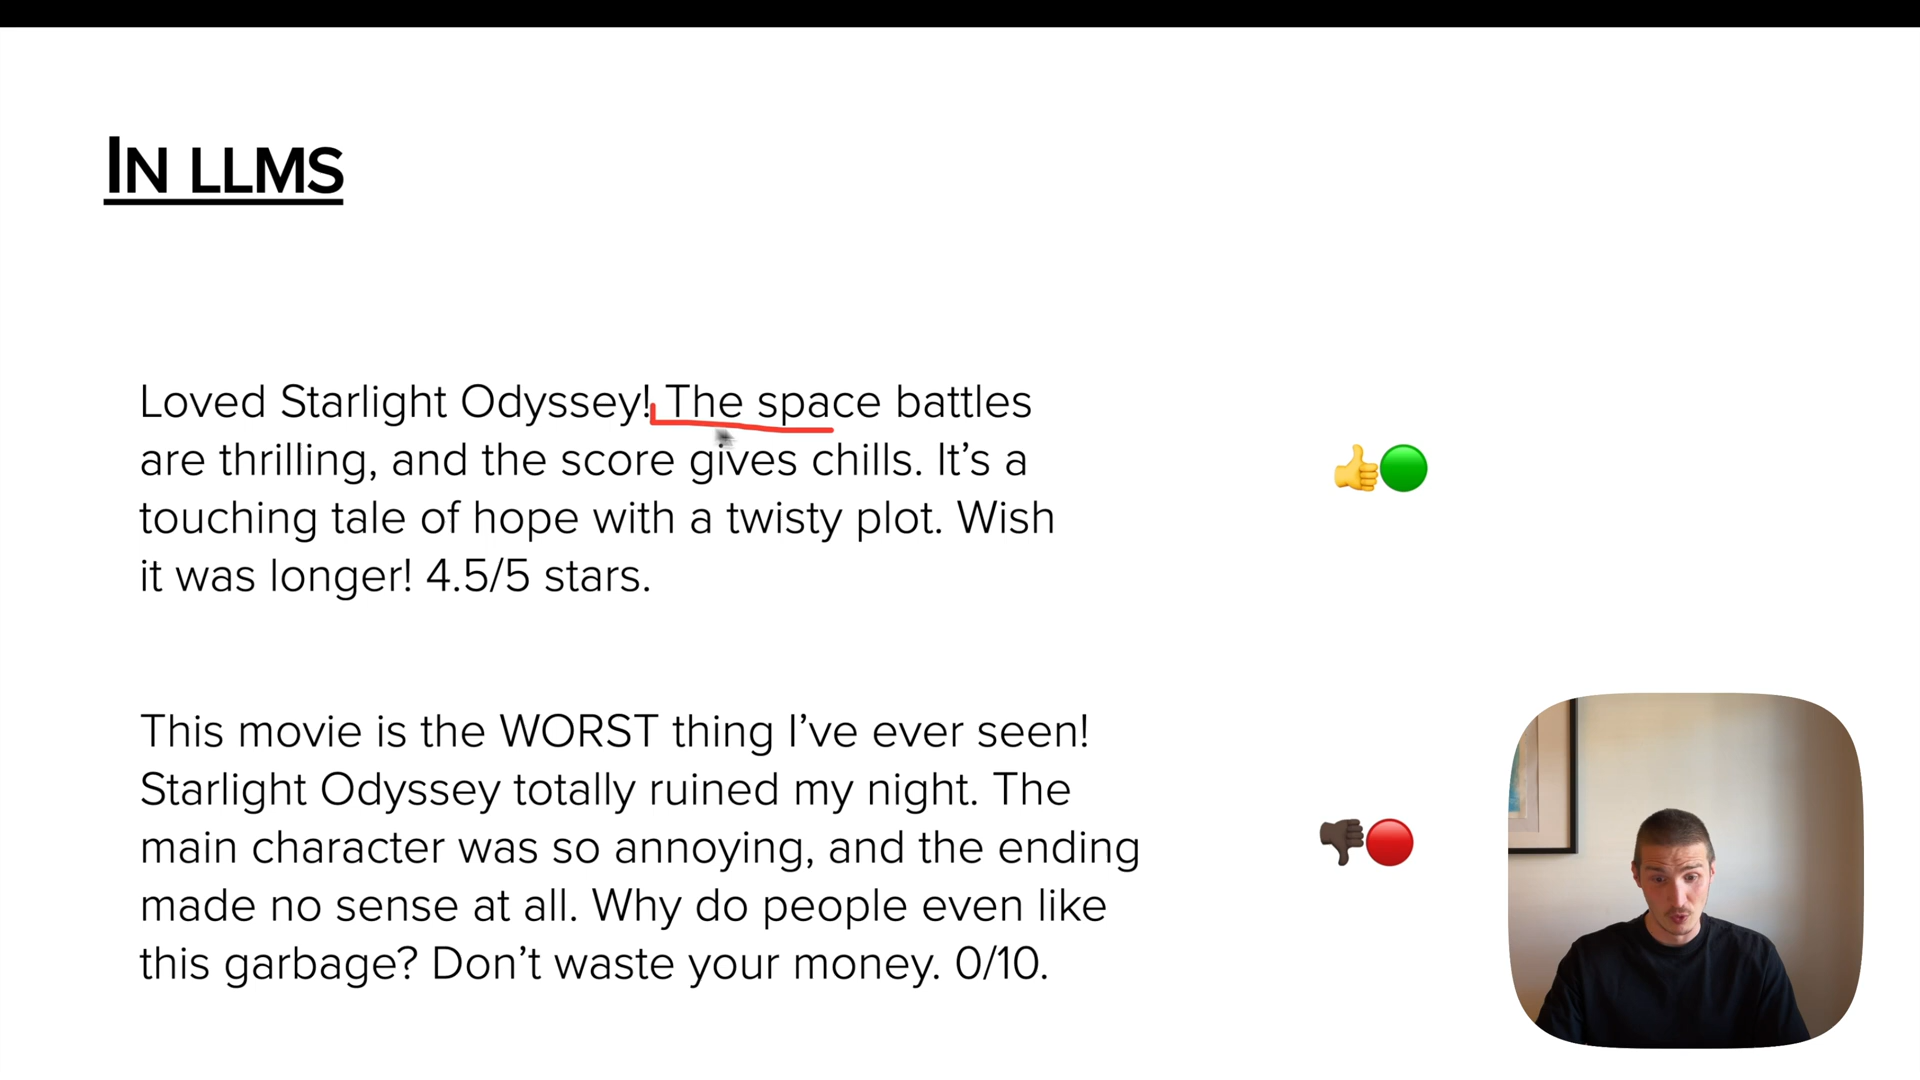 IN LLMS
Loved Starlight Odyssey! The space battles
are thrilling, and the score gives chills. It’s a
touching tale of hope with a twisty plot. Wish
it was longer! 4.5/5 stars.
This movie is the WORST thing I’ve ever seen!
Starlight Odyssey totally ruined my night. The
main character was so annoying, and the ending
made no sense at all. Why do people even like
this garbage? Don’t waste your money. 0/10.